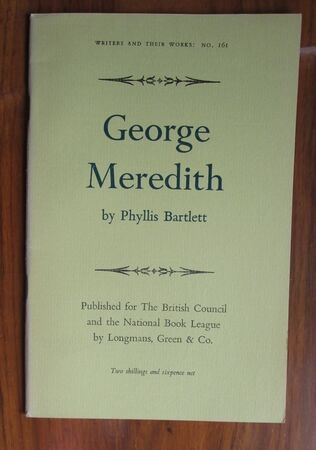 WRITERS AND THEIR WORKS: NO. 161
George
Meredith
by Phyllis Bartlett
Published for The British Council
and the National Book League
by Longmans, Green & Co.
Two shillings and sixpence net